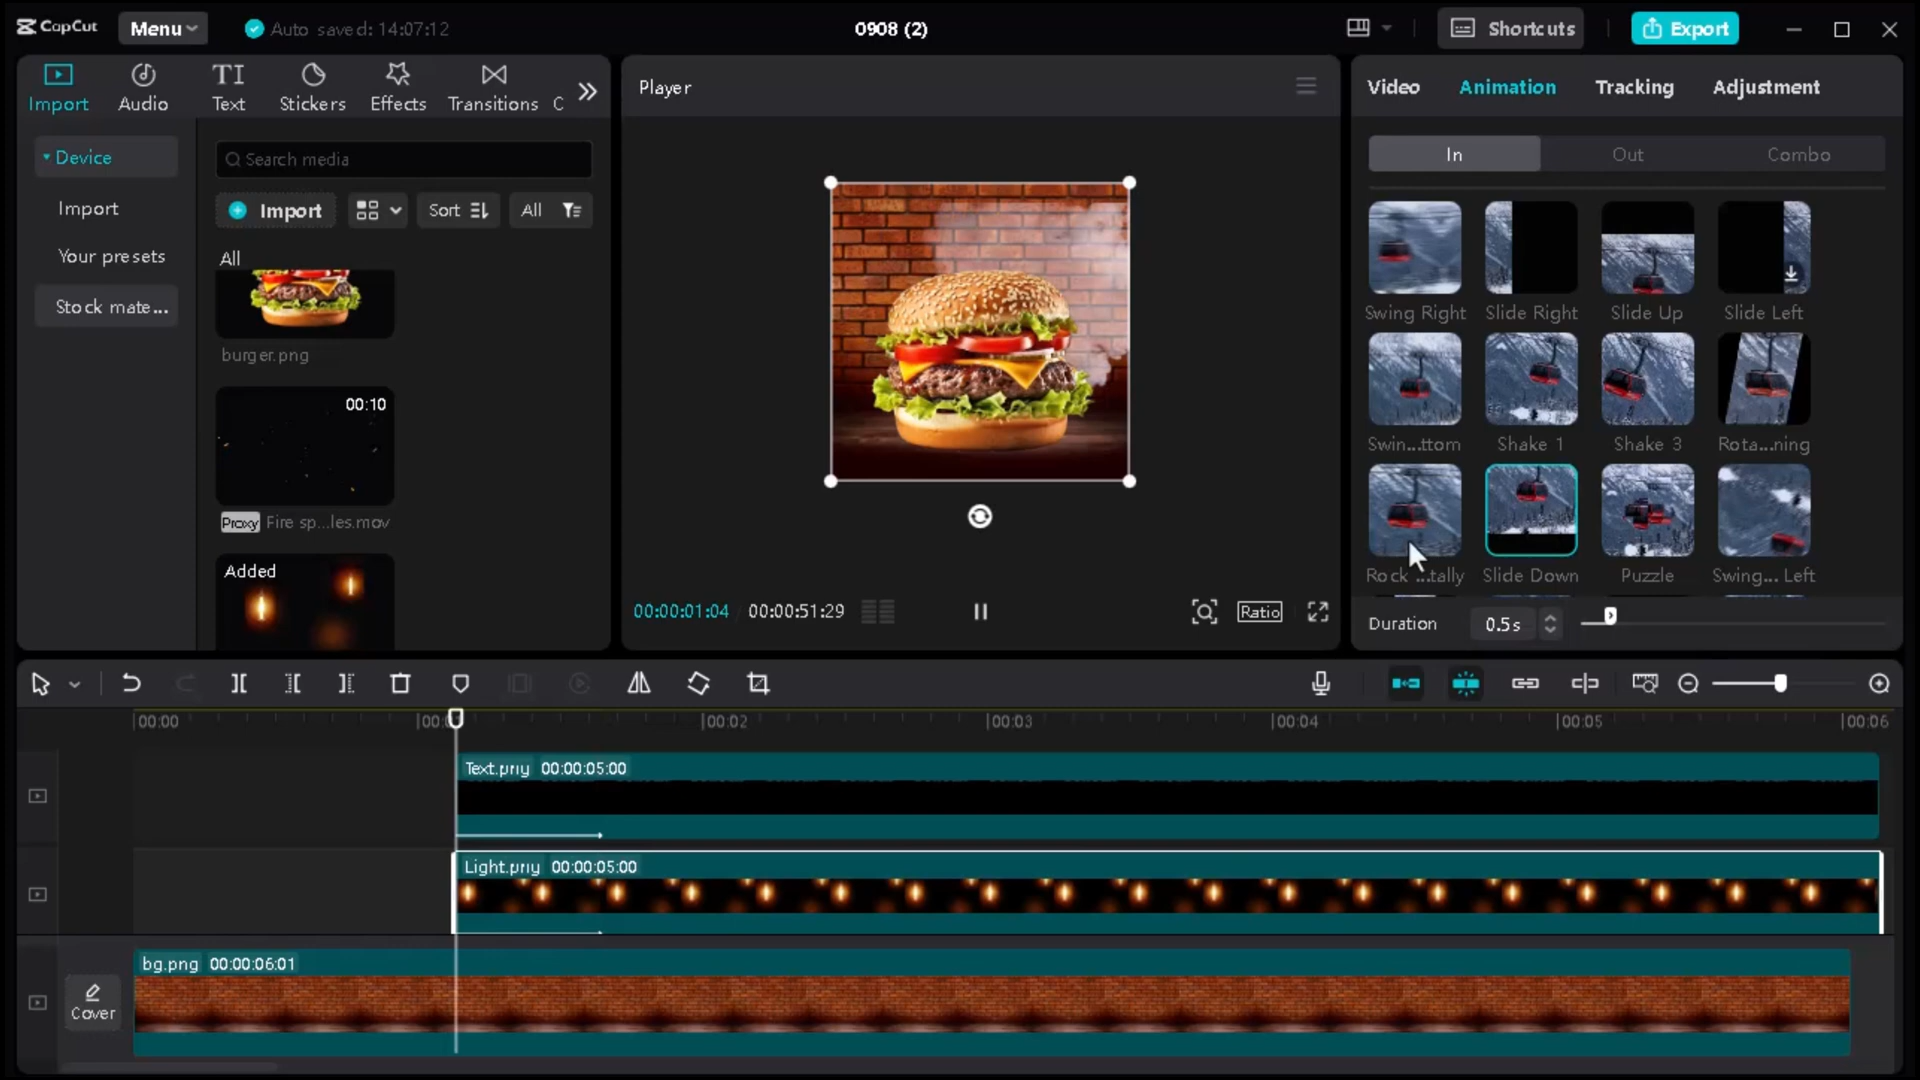 CapCut
Menu
Auto saved: 14:07:12
0908 (2)
Shortcuts
Export
Import
Audio
TI
Text
Stickers
Effects
Transitions
C
Device
Import
Your presets
Stock mate...
Search media
Import
Sort
All
All
burger.png
00:10
Proxy Fire sp...les.mov
Added
Player
00:00:01:04 00:00:51:29
Ratio
Video
Animation
Tracking
Adjustment
In
Out
Combo
Swing Right
Slide Right
Slide Up
Slide Left
Swin...ttom
Shake 1
Shake 3
Rota...ning
Rock ...tally
Slide Down
Puzzle
Swing... Left
Duration
0.5s
00:00
00:02
00:03
00:04
00:05
00:06
Text.png 00:00:05:00
Light.png 00:00:05:00
bg.png 00:00:06:01
Cover